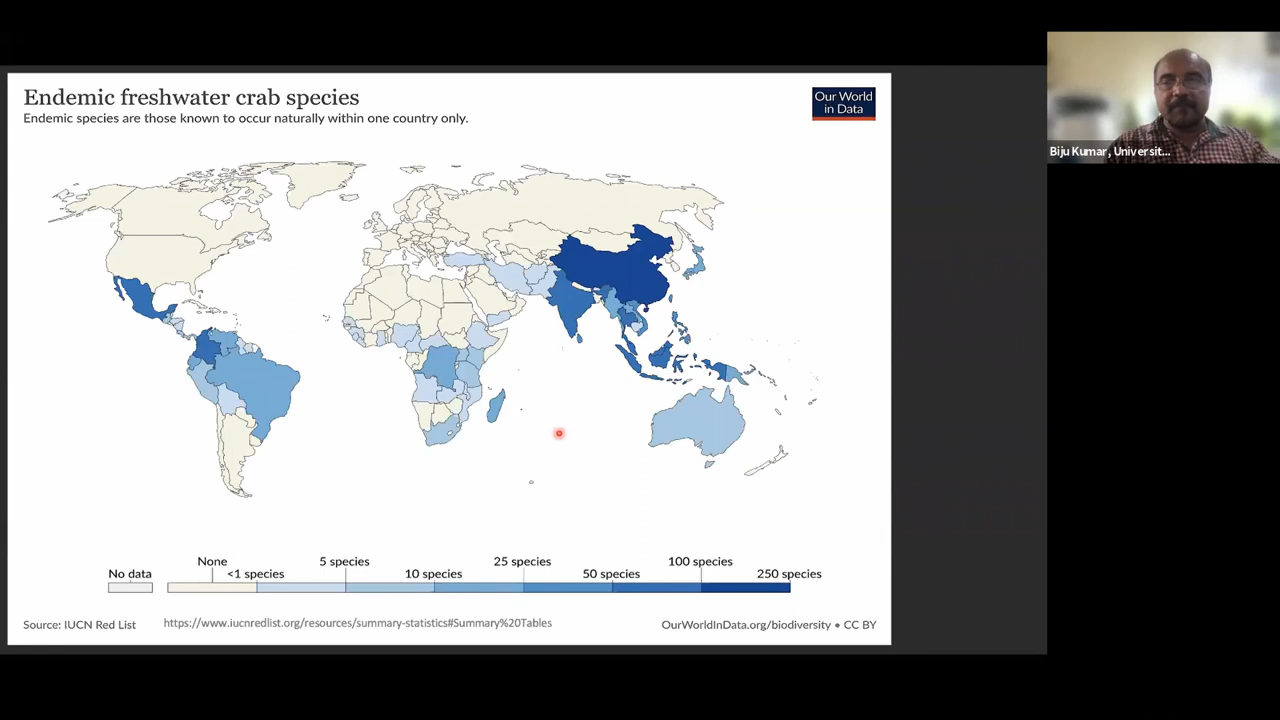 Endemic freshwater crab species
Endemic species are those known to occur naturally within one country only.
Our World
in Data
Biju Kumar, Universit...
None 5 species 25 species 100 species
No data <1 species 10 species 50 species 250 species
Source: IUCN Red List https://www.iucnredlist.org/resources/summary-statistics#Summary%20Tables OurWorldInData.org/biodiversity • CC BY